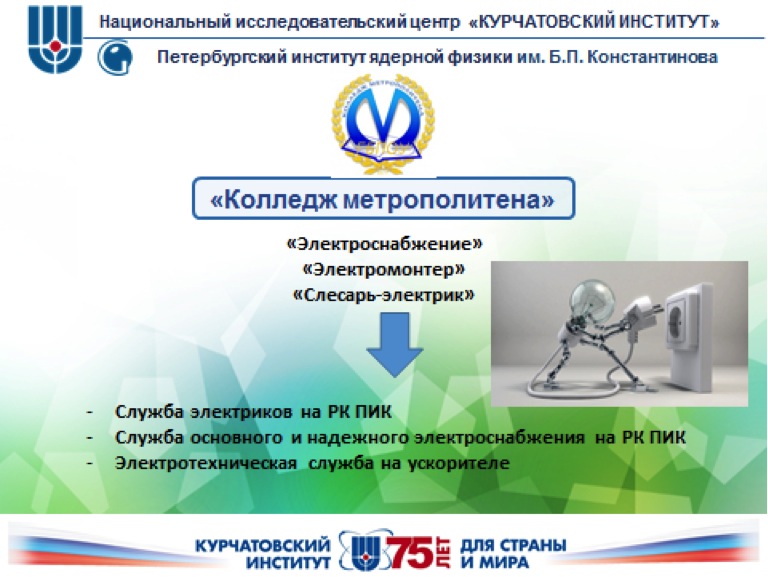 Национальный исследовательский центр «КУРЧАТОВСКИЙ ИНСТИТУТ»
Петербургский институт ядерной физики им. Б.П. Константинова
КОЛЛЕДЖ МЕТРОПОЛИТЕНА
«Колледж метрополитена»
«Электроснабжение»
«Электромонтер»
«Слесарь-электрик»
- Служба электриков на РК ПИК
- Служба основного и надежного электроснабжения на РК ПИК
- Электротехническая служба на ускорителе
КУРЧАТОВСКИЙ
ИНСТИТУТ
75 ЛЕТ
ДЛЯ СТРАНЫ
И МИРА